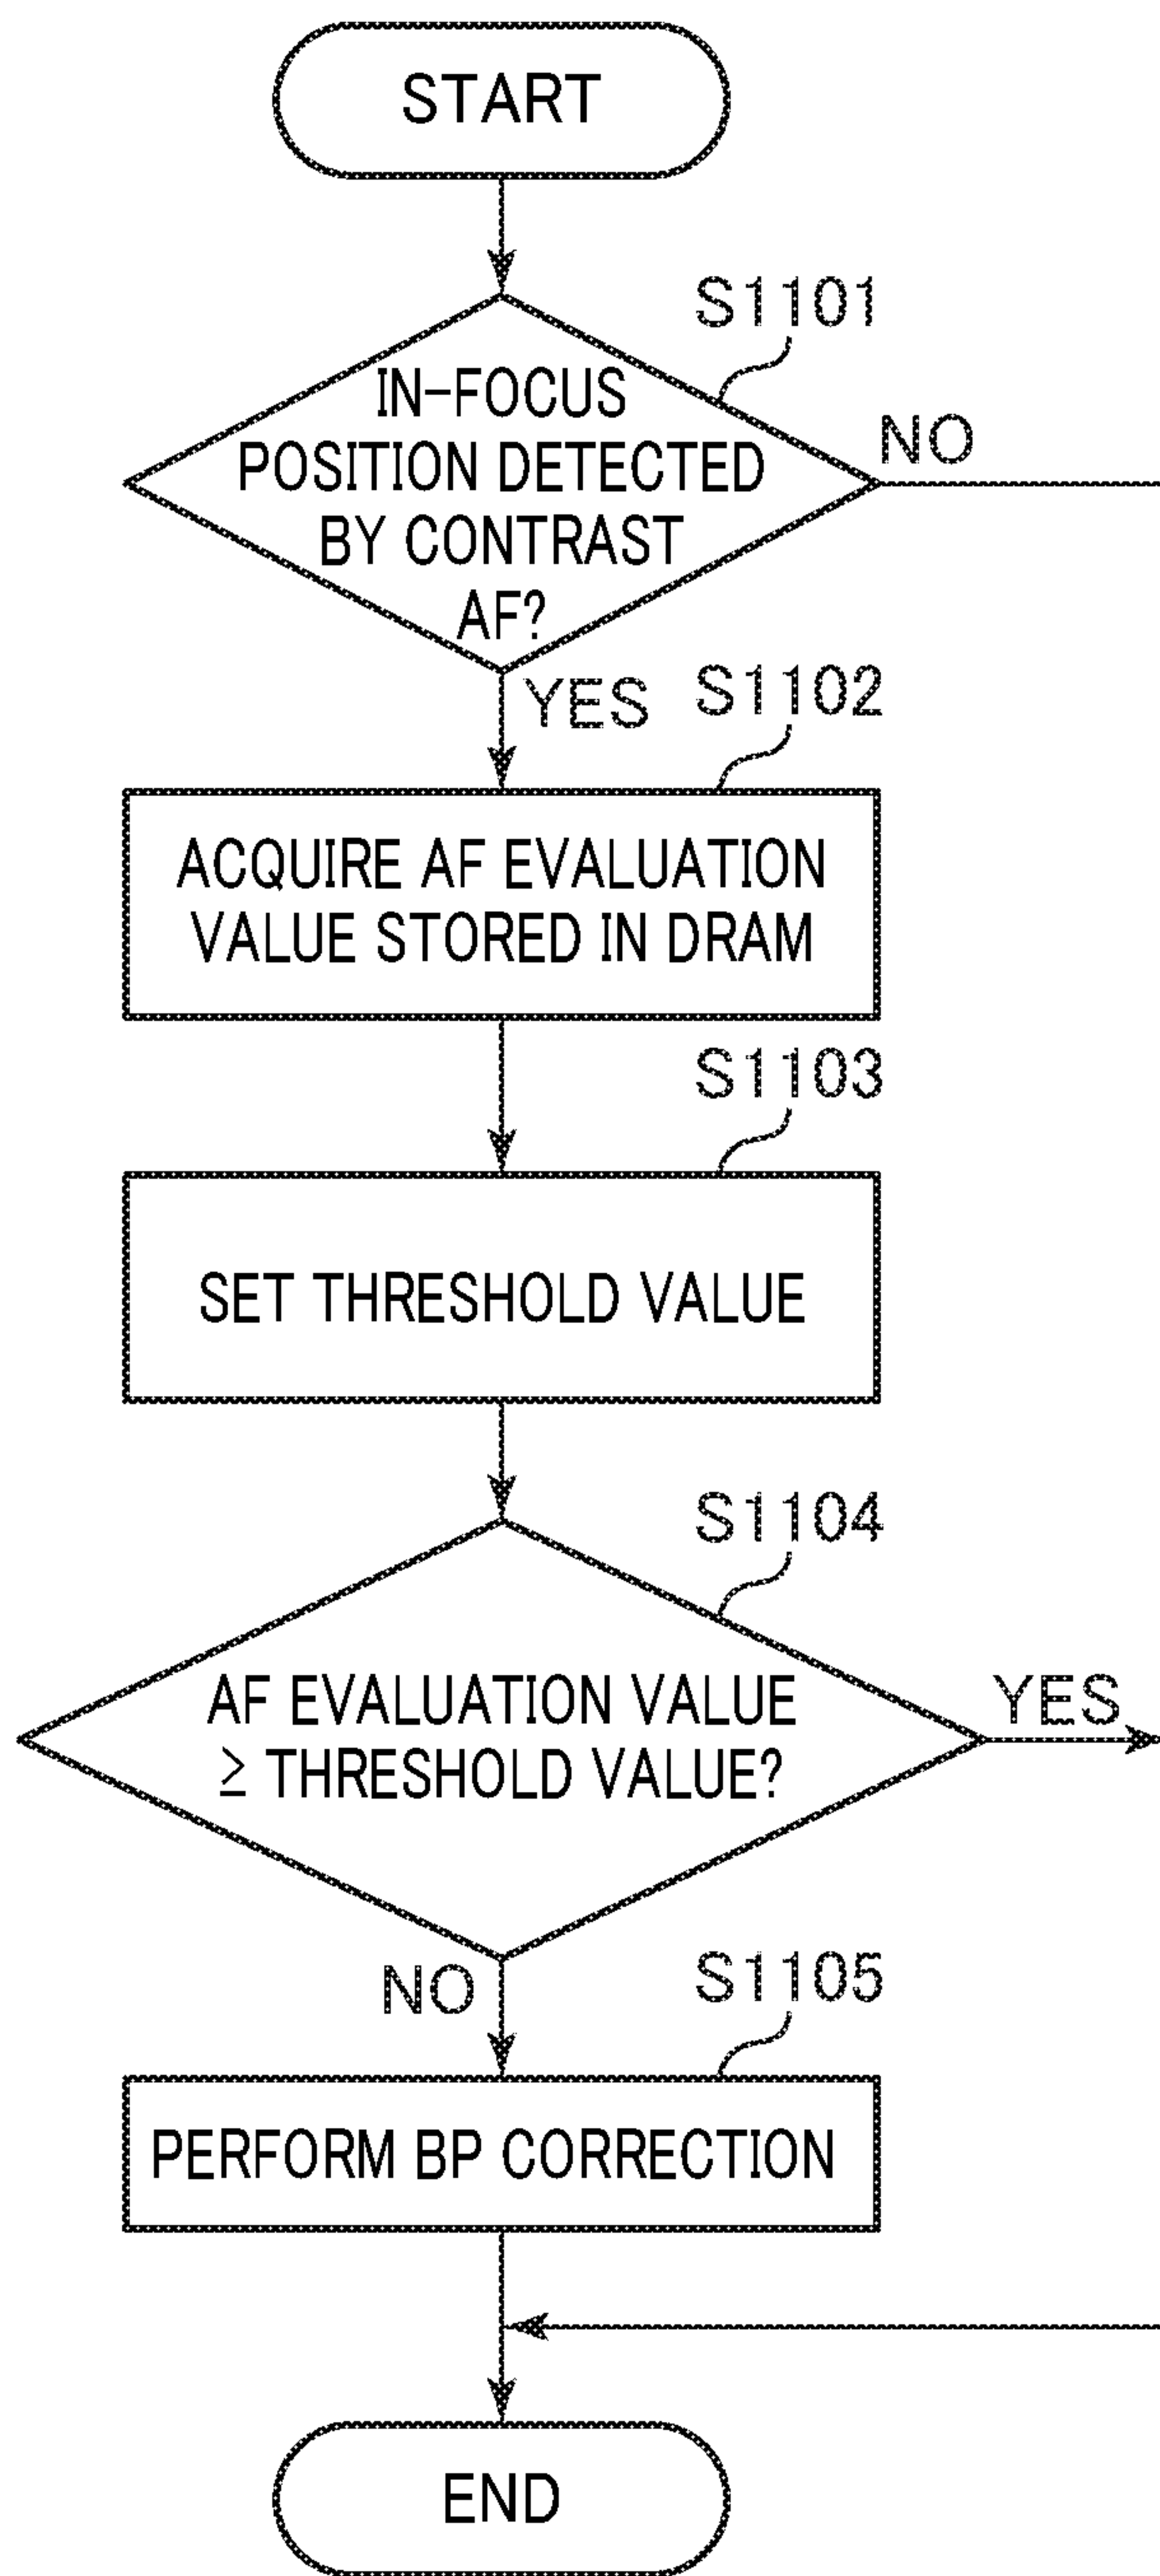 START
S1101
IN-FOCUS
POSITION DETECTED
BY CONTRAST
AF?
NO
YES
S1102
ACQUIRE AF EVALUATION
VALUE STORED IN DRAM
S1103
SET THRESHOLD VALUE
S1104
AF EVALUATION VALUE
≥ THRESHOLD VALUE?
YES
NO
S1105
PERFORM BP CORRECTION
END